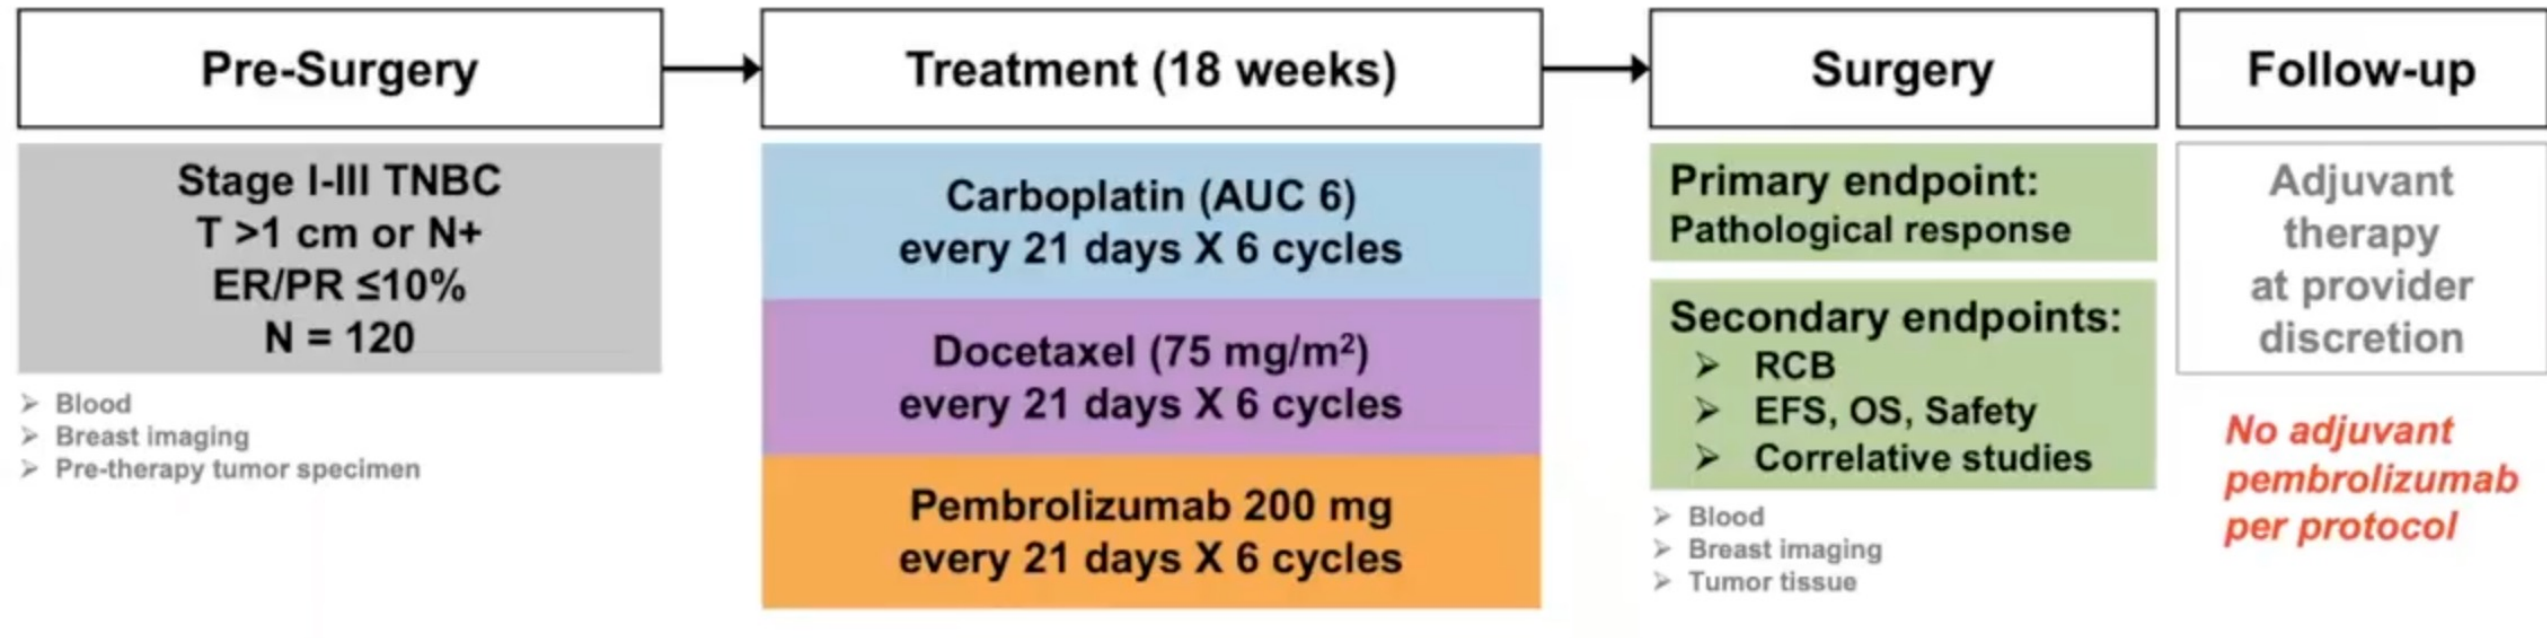 Pre-Surgery
Stage I-III TNBC
T >1 cm or N+
ER/PR ≤10%
N = 120
➢ Blood
➢ Breast imaging
➢ Pre-therapy tumor specimen
Treatment (18 weeks)
Carboplatin (AUC 6)
every 21 days X 6 cycles
Docetaxel (75 mg/m²)
every 21 days X 6 cycles
Pembrolizumab 200 mg
every 21 days X 6 cycles
Surgery
Primary endpoint:
Pathological response
Secondary endpoints:
➢ RCB
➢ EFS, OS, Safety
➢ Correlative studies
➢ Blood
➢ Breast imaging
➢ Tumor tissue
Follow-up
Adjuvant
therapy
at provider
discretion
No adjuvant
pembrolizumab
per protocol